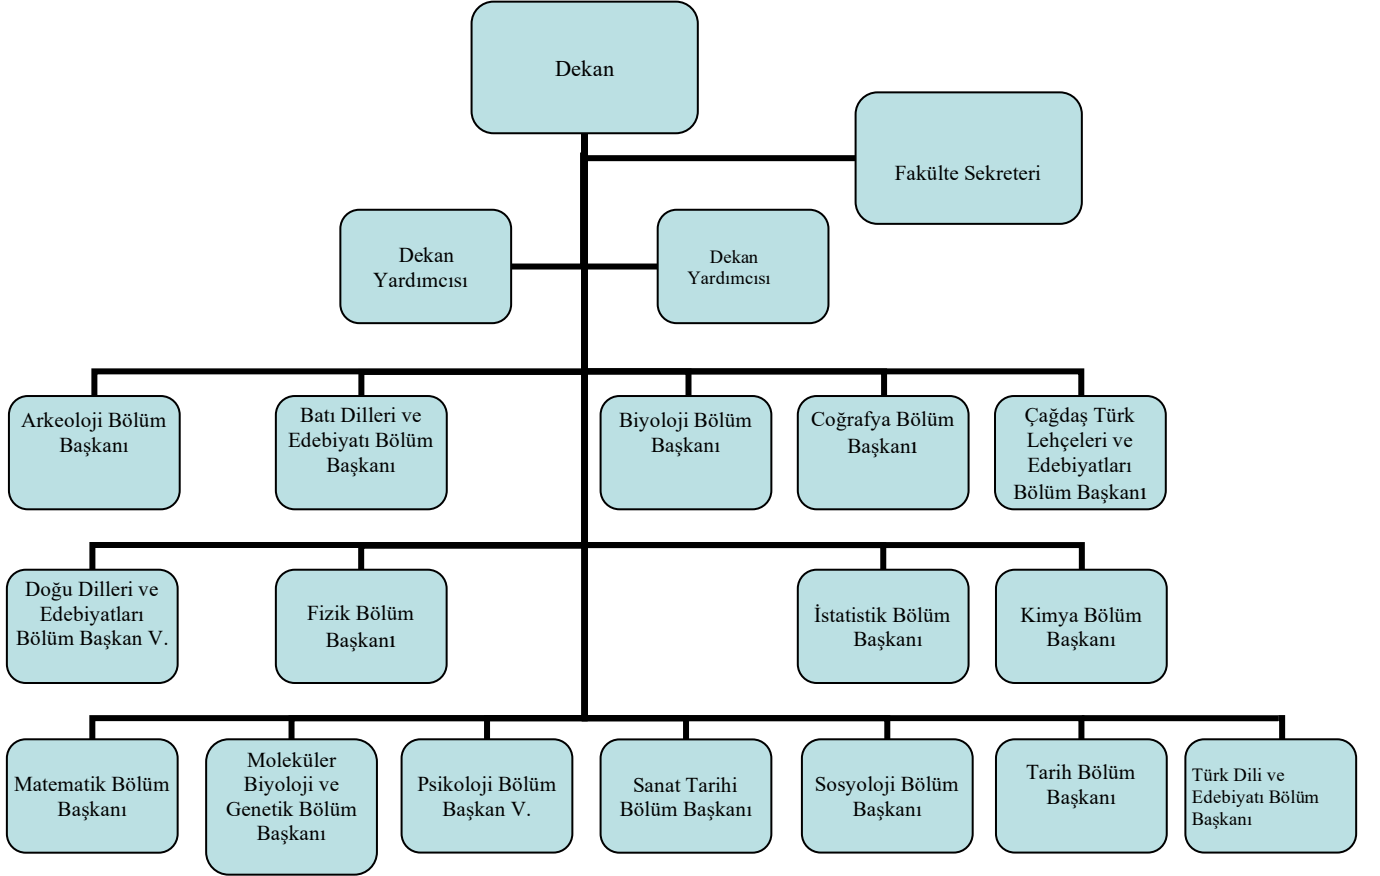 Dekan
Fakülte Sekreteri
Dekan
Yardımcısı
Dekan
Yardımcısı
Arkeoloji Bölüm
Başkanı
Batı Dilleri ve
Edebiyatı Bölüm
Başkanı
Biyoloji Bölüm
Başkanı
Coğrafya Bölüm
Başkanı
Çağdaş Türk
Lehçeleri ve
Edebiyatları
Bölüm Başkanı
Doğu Dilleri ve
Edebiyatları
Bölüm Başkan V.
Fizik Bölüm
Başkanı
İstatistik Bölüm
Başkanı
Kimya Bölüm
Başkanı
Matematik Bölüm
Başkanı
Moleküler
Biyoloji ve
Genetik Bölüm
Başkanı
Psikoloji Bölüm
Başkan V.
Sanat Tarihi
Bölüm Başkanı
Sosyoloji Bölüm
Başkanı
Tarih Bölüm
Başkanı
Türk Dili ve
Edebiyatı Bölüm
Başkanı